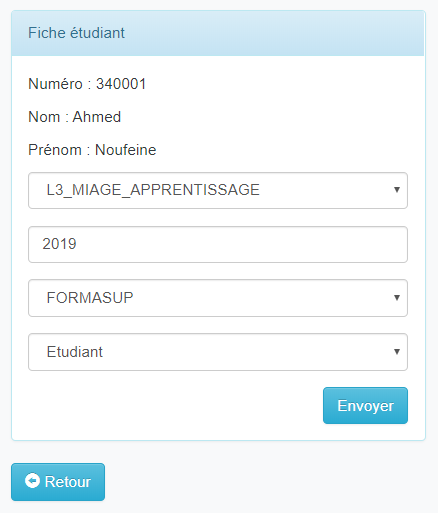 Fiche étudiant
Numéro : 340001
Nom : Ahmed
Prénom : Noufeine
L3_MIAGE_APPRENTISSAGE
2019
FORMASUP
Etudiant
Envoyer
Retour